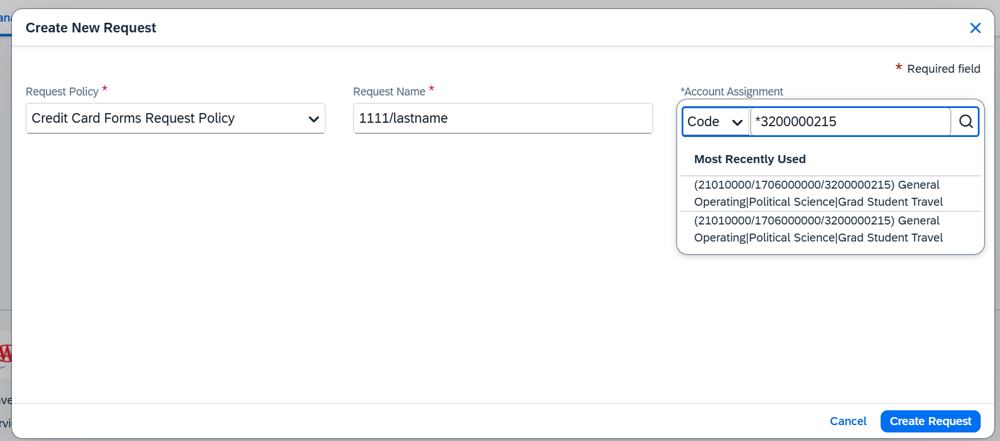 Create New Request
* Required field
Request Policy *
Credit Card Forms Request Policy
Request Name *
1111/lastname
*Account Assignment
Code
*3200000215
Most Recently Used
(21010000/1706000000/3200000215) General
Operating|Political Science|Grad Student Travel
(21010000/1706000000/3200000215) General
Operating|Political Science|Grad Student Travel
Cancel
Create Request